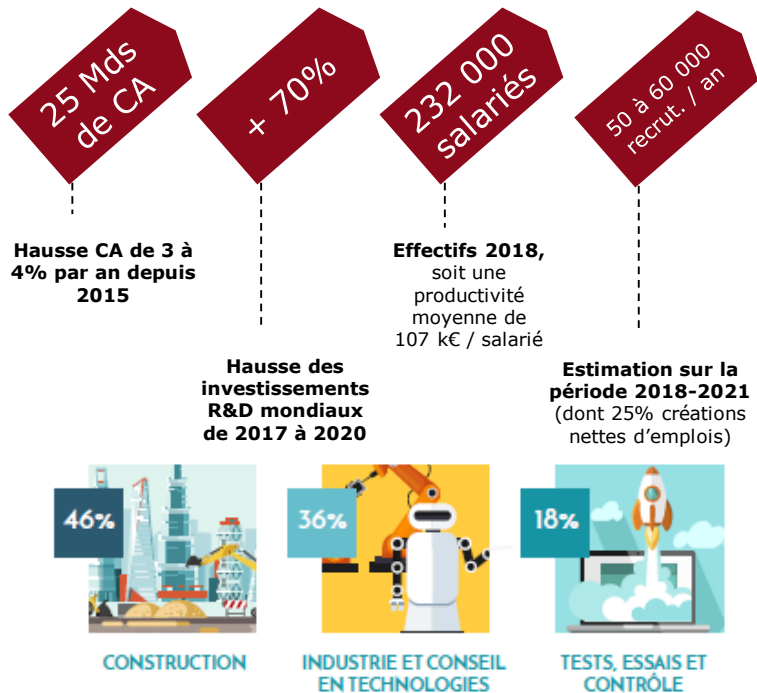 25 Mds
de CA
+ 70%
232 000
salariés
50 à 60 000
recrut. / an
Hausse CA de 3 à
4% par an depuis
2015
Effectifs 2018,
soit une
productivité
moyenne de
107 k€ / salarié
Hausse des
investissements
R&D mondiaux
de 2017 à 2020
Estimation sur la
période 2018-2021
(dont 25% créations
nettes d’emplois)
46%
36%
18%
CONSTRUCTION
INDUSTRIE ET CONSEIL
EN TECHNOLOGIES
TESTS, ESSAIS ET
CONTRÔLE